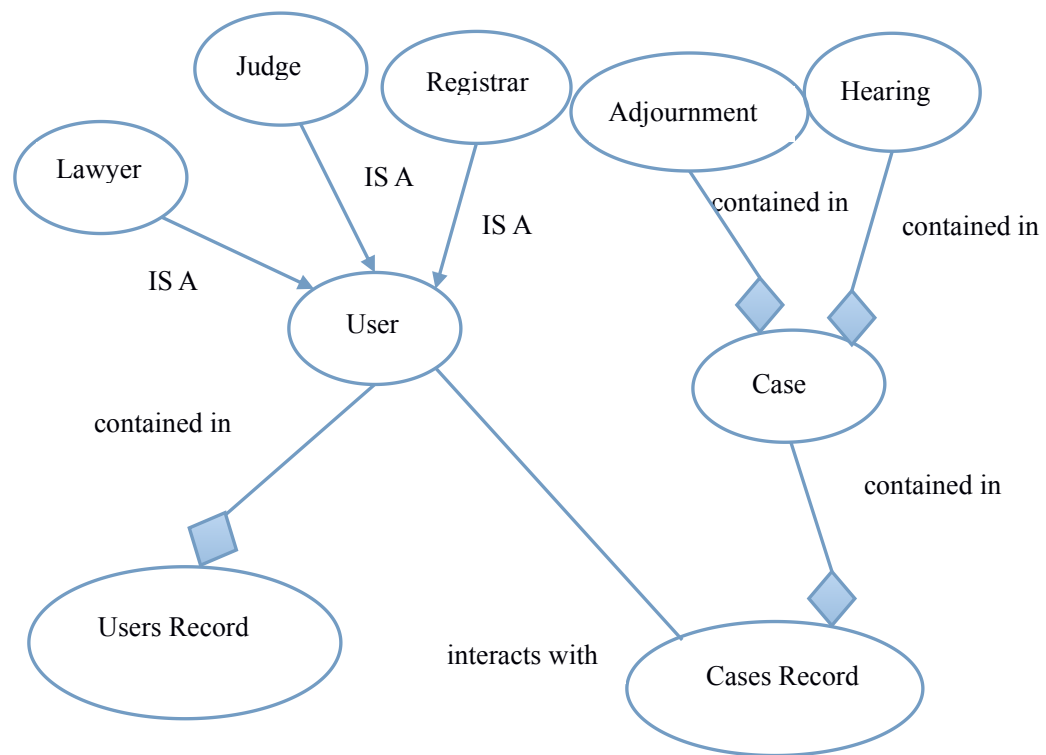 Judge
Registrar
Hearing
Adjournment
Lawyer
IS A
contained in
IS A
contained in
IS A
User
Case
contained in
contained in
Users Record
interacts with
Cases Record